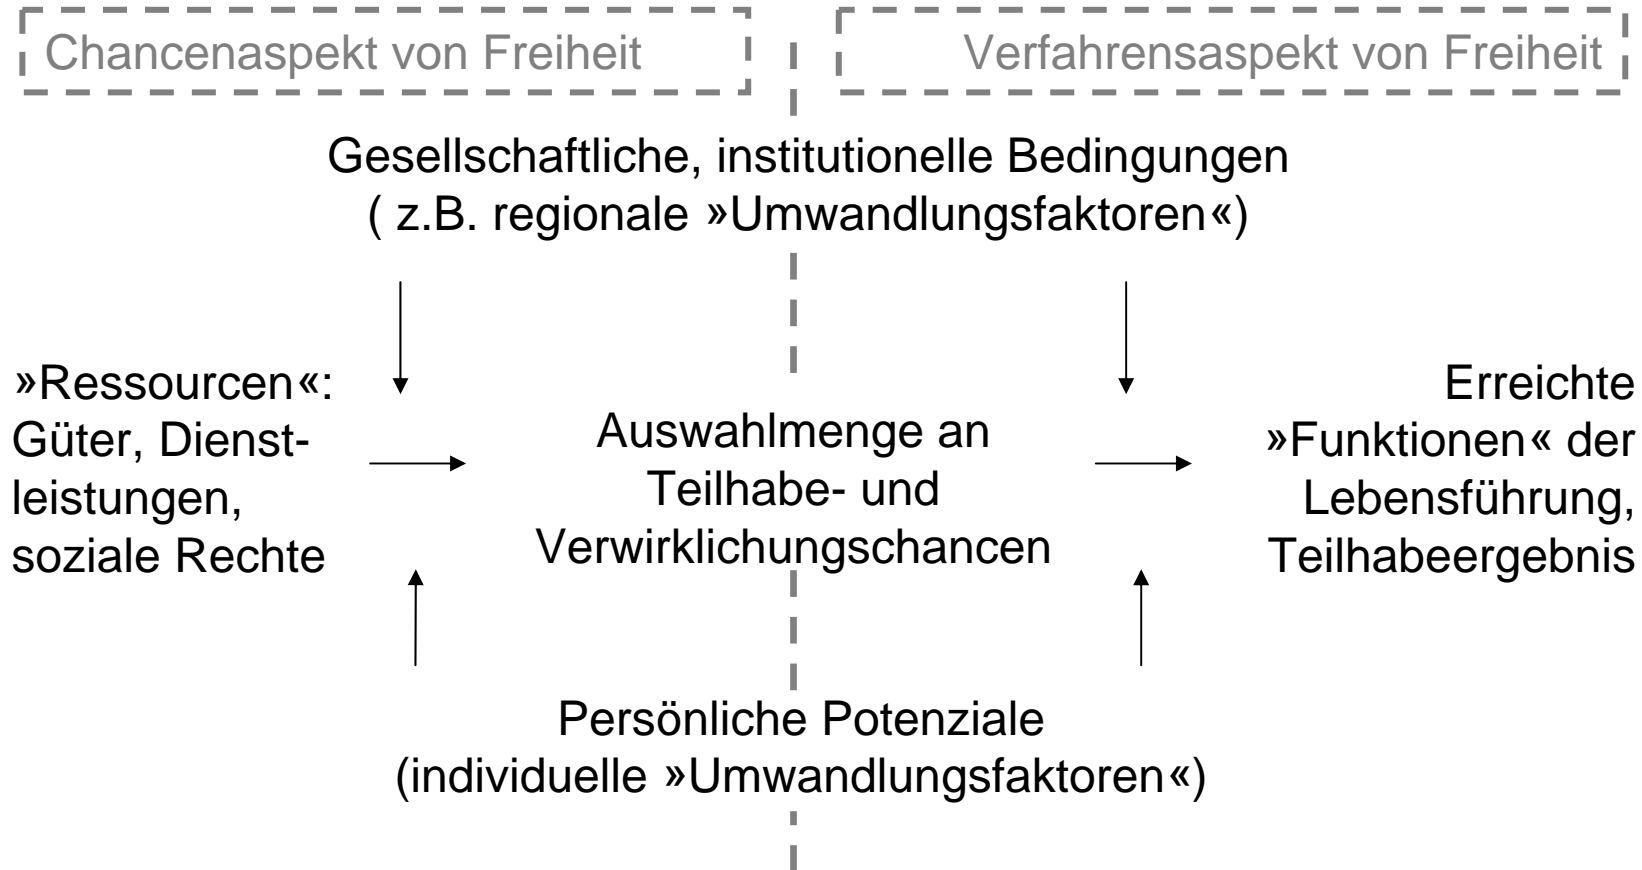 Chancenaspekt von Freiheit
Verfahrensaspekt von Freiheit
Gesellschaftliche, institutionelle Bedingungen
( z.B. regionale »Umwandlungsfaktoren«)
»Ressourcen«:
Güter, Dienst-
leistungen,
soziale Rechte
Auswahlmenge an
Teilhabe- und
Verwirklichungschancen
Erreichte
»Funktionen« der
Lebensführung,
Teilhabeergebnis
Persönliche Potenziale
(individuelle »Umwandlungsfaktoren«)